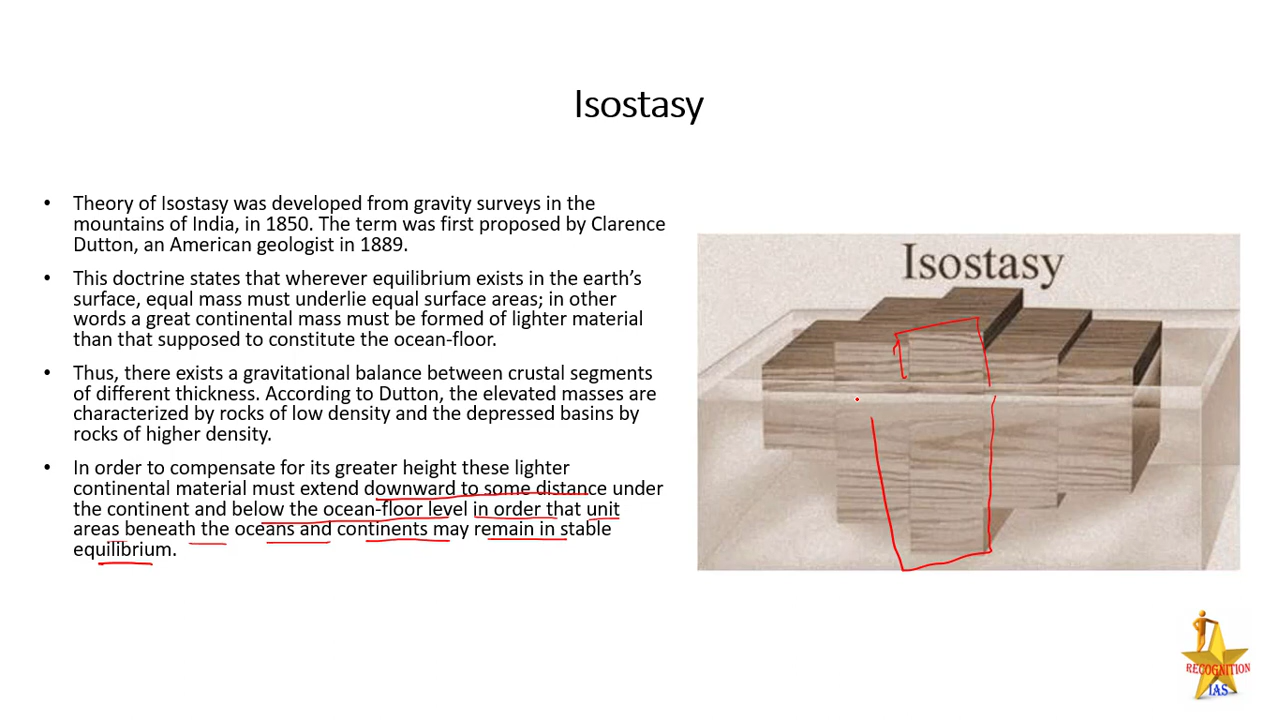 Isostasy
• Theory of Isostasy was developed from gravity surveys in the
mountains of India, in 1850. The term was first proposed by Clarence
Dutton, an American geologist in 1889.
• This doctrine states that wherever equilibrium exists in the earth’s
surface, equal mass must underlie equal surface areas; in other
words a great continental mass must be formed of lighter material
than that supposed to constitute the ocean-floor.
• Thus, there exists a gravitational balance between crustal segments
of different thickness. According to Dutton, the elevated masses are
characterized by rocks of low density and the depressed basins by
rocks of higher density.
• In order to compensate for its greater height these lighter
continental material must extend downward to some distance under
the continent and below the ocean-floor level in order that unit
areas beneath the oceans and continents may remain in stable
equilibrium.
Isostasy
RECOGNITION
IAS